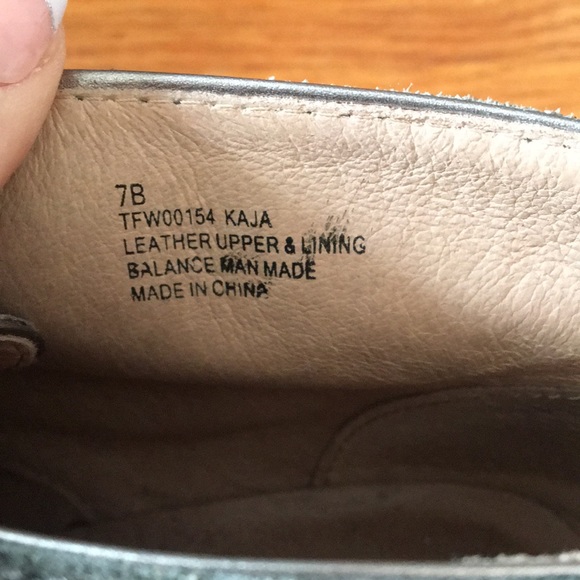 7B
TFW00154 KAJA
LEATHER UPPER & LINING
BALANCE MAN MADE
MADE IN CHINA